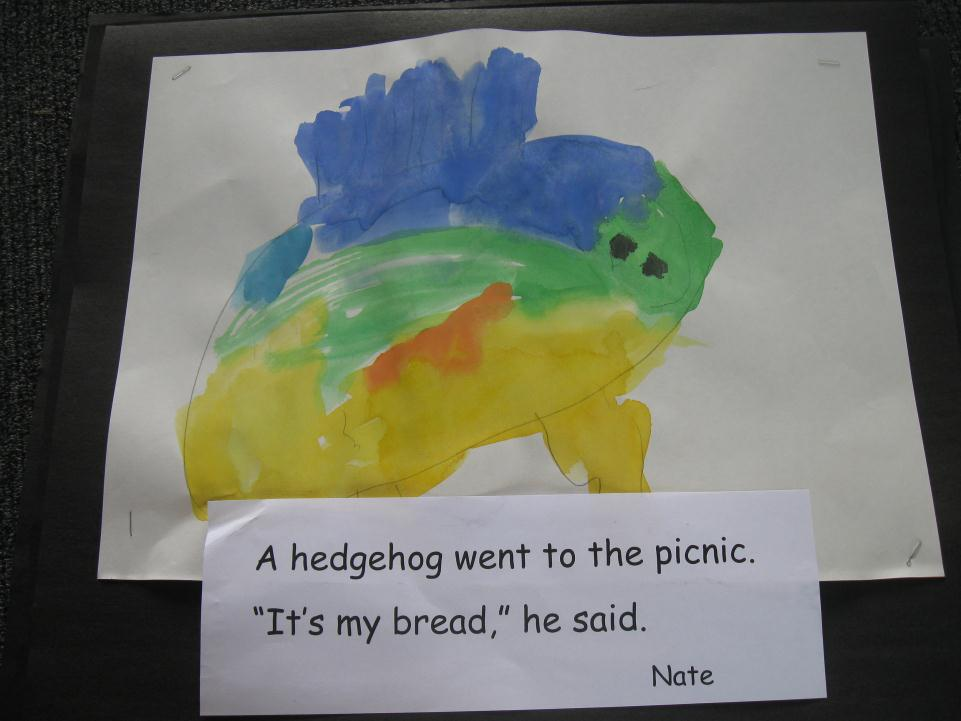 A hedgehog went to the picnic.
“It’s my bread,” he said.
Nate